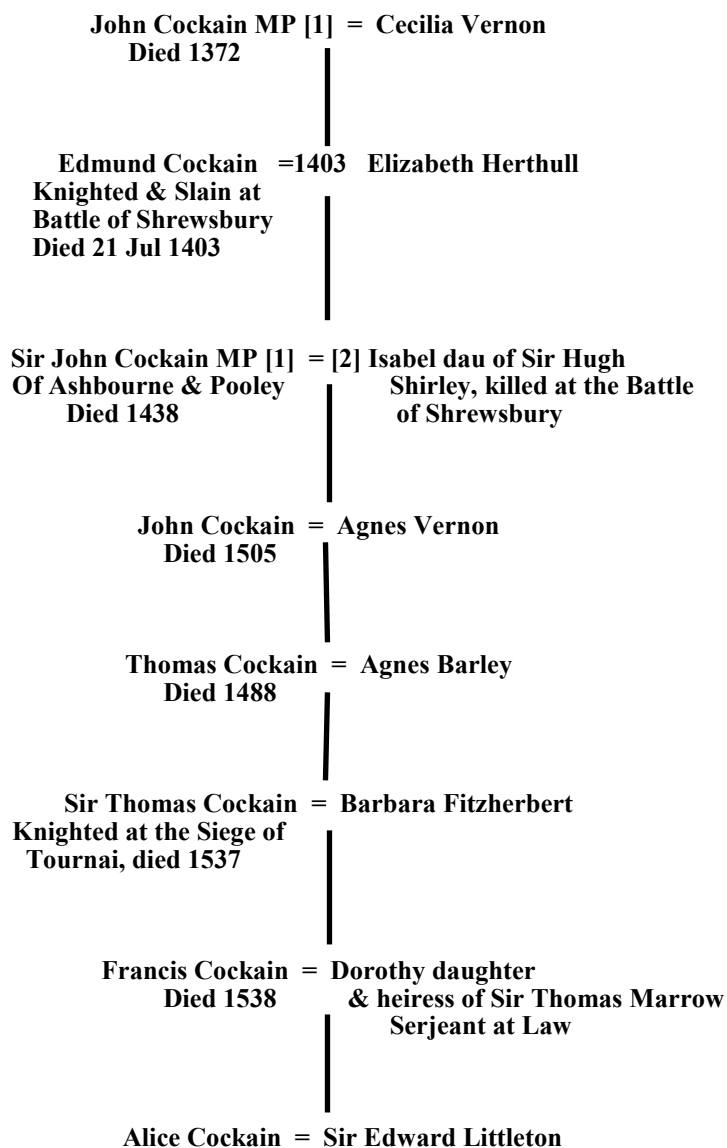 John Cockain MP [1] = Cecilia Vernon
Died 1372
Edmund Cockain =1403 Elizabeth Herthull
Knighted & Slain at
Battle of Shrewsbury
Died 21 Jul 1403
Sir John Cockain MP [1] = [2] Isabel dau of Sir Hugh
Of Ashbourne & Pooley Shirley, killed at the Battle
Died 1438 of Shrewsbury
John Cockain = Agnes Vernon
Died 1505
Thomas Cockain = Agnes Barley
Died 1488
Sir Thomas Cockain = Barbara Fitzherbert
Knighted at the Siege of
Tournai, died 1537
Francis Cockain = Dorothy daughter
Died 1538 & heiress of Sir Thomas Marrow
Serjeant at Law
Alice Cockain = Sir Edward Littleton